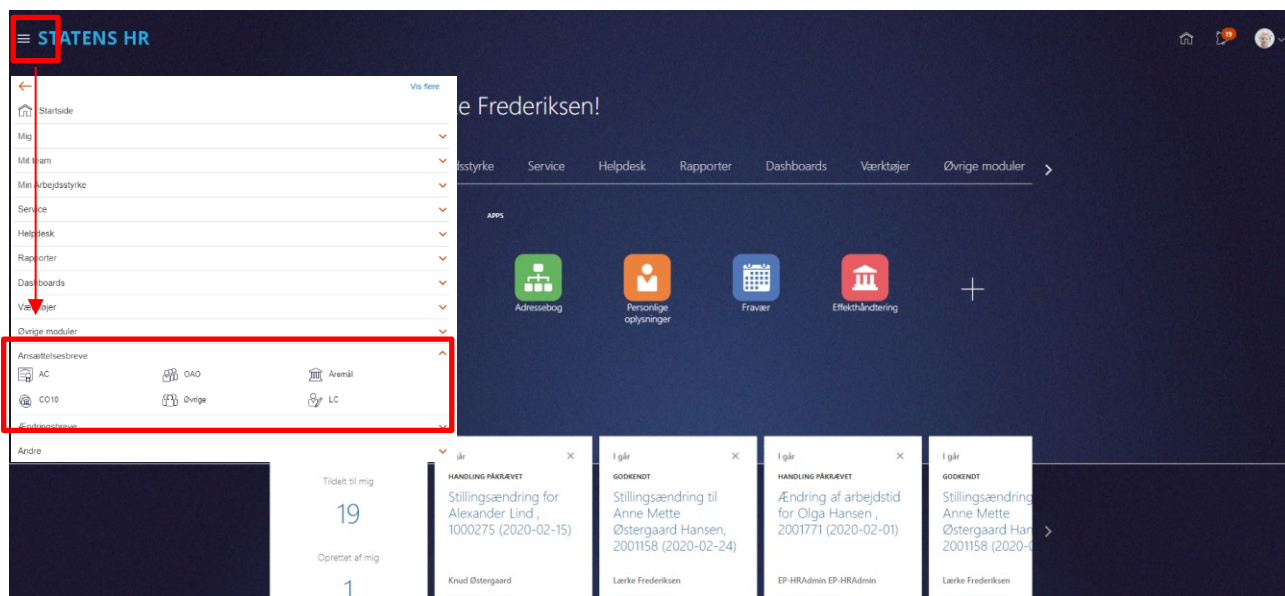 STATENS HR
19
Vis flere
Startside
Mig
Mit team
Min Arbejdsstyrke
Service
Helpdesk
Rapporter
Dashboards
Værktøjer
Øvrige moduler
Ansættelsesbreve
AC
OAO
Åremål
CO10
Øvrige
LC
Ændringsbreve
Andre
Frederiksen!
Service
Helpdesk
Rapporter
Dashboards
Værktøjer
Øvrige moduler
APPS
Adressebog
Personlige
oplysninger
Fravær
Effekthåndtering
Tildelt til mig
19
Oprettet af mig
1
HANDLING PÅKRÆVET
Stillingsændring for
Alexander Lind ,
1000275 (2020-02-15)
Knud Østergaard
I går
GODKENDT
Stillingsændring til
Anne Mette
Østergaard Hansen,
2001158 (2020-02-24)
Lærke Frederiksen
I går
HANDLING PÅKRÆVET
Ændring af arbejdstid
for Olga Hansen ,
2001771 (2020-02-01)
EP-HRAdmin EP-HRAdmin
I går
GODKENDT
Stillingsændring
Anne Mette
Østergaard
2001158
Lærke Frederiksen